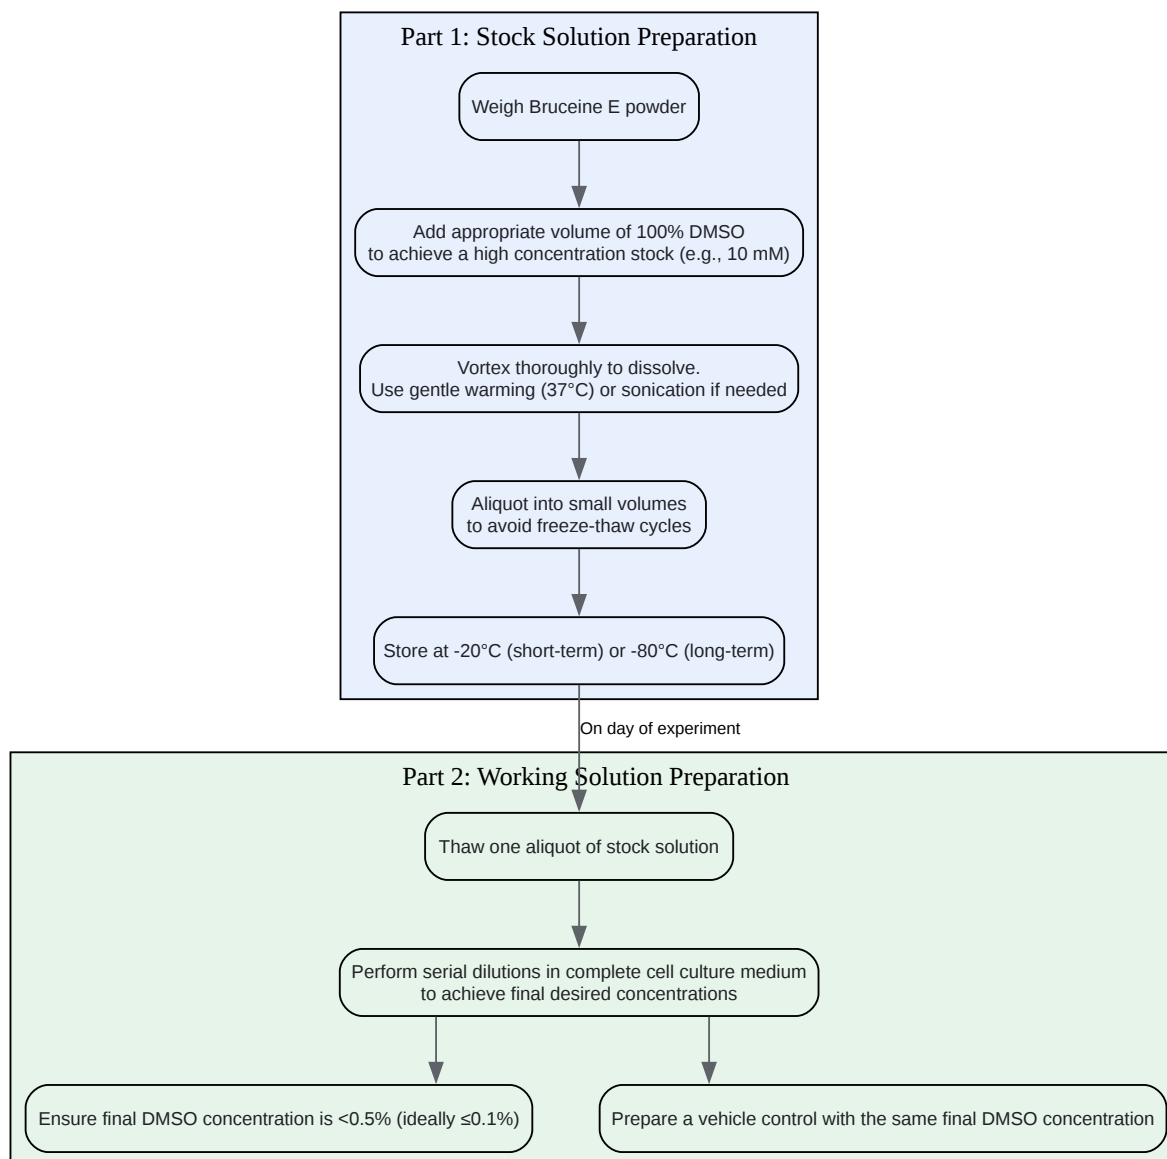 Part 1: Stock Solution Preparation
Weigh Bruceine E powder
Add appropriate volume of 100% DMSO
to achieve a high concentration stock (e.g., 10 mM)
Vortex thoroughly to dissolve.
Use gentle warming (37°C) or sonication if needed
Aliquot into small volumes
to avoid freeze-thaw cycles
Store at -20°C (short-term) or -80°C (long-term)
On day of experiment
Part 2: Working Solution Preparation
Thaw one aliquot of stock solution
Perform serial dilutions in complete cell culture medium
to achieve final desired concentrations
Ensure final DMSO concentration is <0.5% (ideally ≤0.1%)
Prepare a vehicle control with the same final DMSO concentration